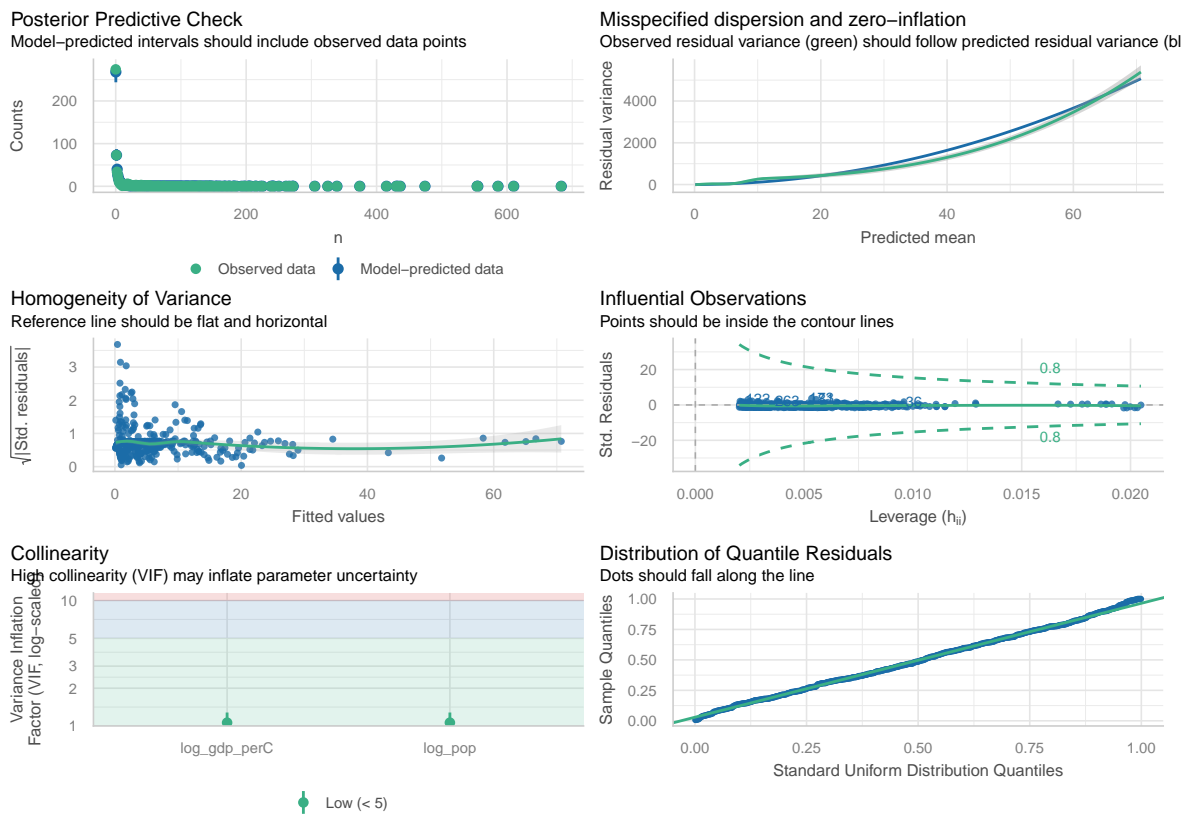 Posterior Predictive Check
Model−predicted intervals should include observed data points
Counts
200
100
0
0
200
400
600
n
Observed data
Model−predicted data
Misspecified dispersion and zero−inflation
Observed residual variance (green) should follow predicted residual variance (bl
Residual variance
4000
2000
0
0
20
40
60
Predicted mean
Homogeneity of Variance
Reference line should be flat and horizontal
√|Std. residuals|
3
2
1
0
0
20
40
60
Fitted values
Influential Observations
Points should be inside the contour lines
Std. Residuals
20
0
−20
0.8
0.8
36
0.000
0.005
0.010
0.015
0.020
Leverage (hii)
Collinearity
High collinearity (VIF) may inflate parameter uncertainty
Variance Inflation
Factor (VIF, log−scaled)
10
5
3
2
1
log_gdp_perC
log_pop
Low (< 5)
Distribution of Quantile Residuals
Dots should fall along the line
Sample Quantiles
1.00
0.75
0.50
0.25
0.00
0.00
0.25
0.50
0.75
1.00
Standard Uniform Distribution Quantiles